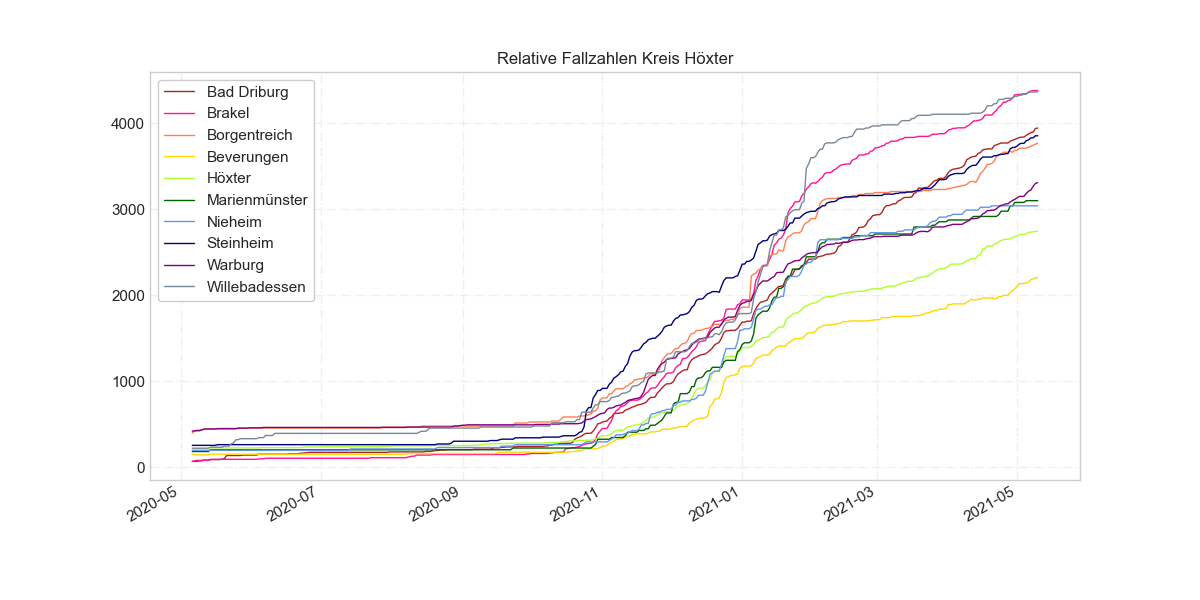 Relative Fallzahlen Kreis Höxter
Bad Driburg
Brakel
Borgentreich
Beverungen
Höxter
Marienmünster
Nieheim
Steinheim
Warburg
Willebadessen
4000
3000
2000
1000
0
2020-05
2020-07
2020-09
2020-11
2021-01
2021-03
2021-05